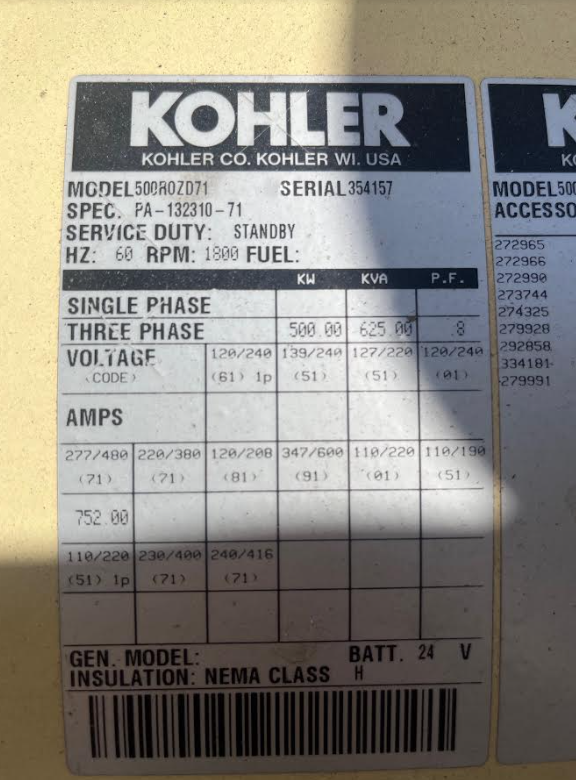 KOHLER
KOHLER CO. KOHLER WI. USA
MODEL 500ROZD71 SERIAL 354157
SPEC. PA-132310-71
SERVICE DUTY: STANDBY
HZ: 60 RPM: 1800 FUEL:
KW KVA P.F.
SINGLE PHASE
THREE PHASE 500.00 625.00 .8
VOLTAGE 120/240 139/240 127/220 120/240
(CODE) (61) 1p (51) (51) (01)
AMPS
277/480 220/380 120/208 347/600 110/220 110/190
(71) (71) (81) (91) (01) (51)
752.00
110/220 230/400 240/416
(51) 1p (71) (71)
GEN. MODEL: BATT. 24 V
INSULATION: NEMA CLASS H
K
MODEL 500
ACCESSO
272965
272966
272990
273744
274325
279928
292858
334181-
279991